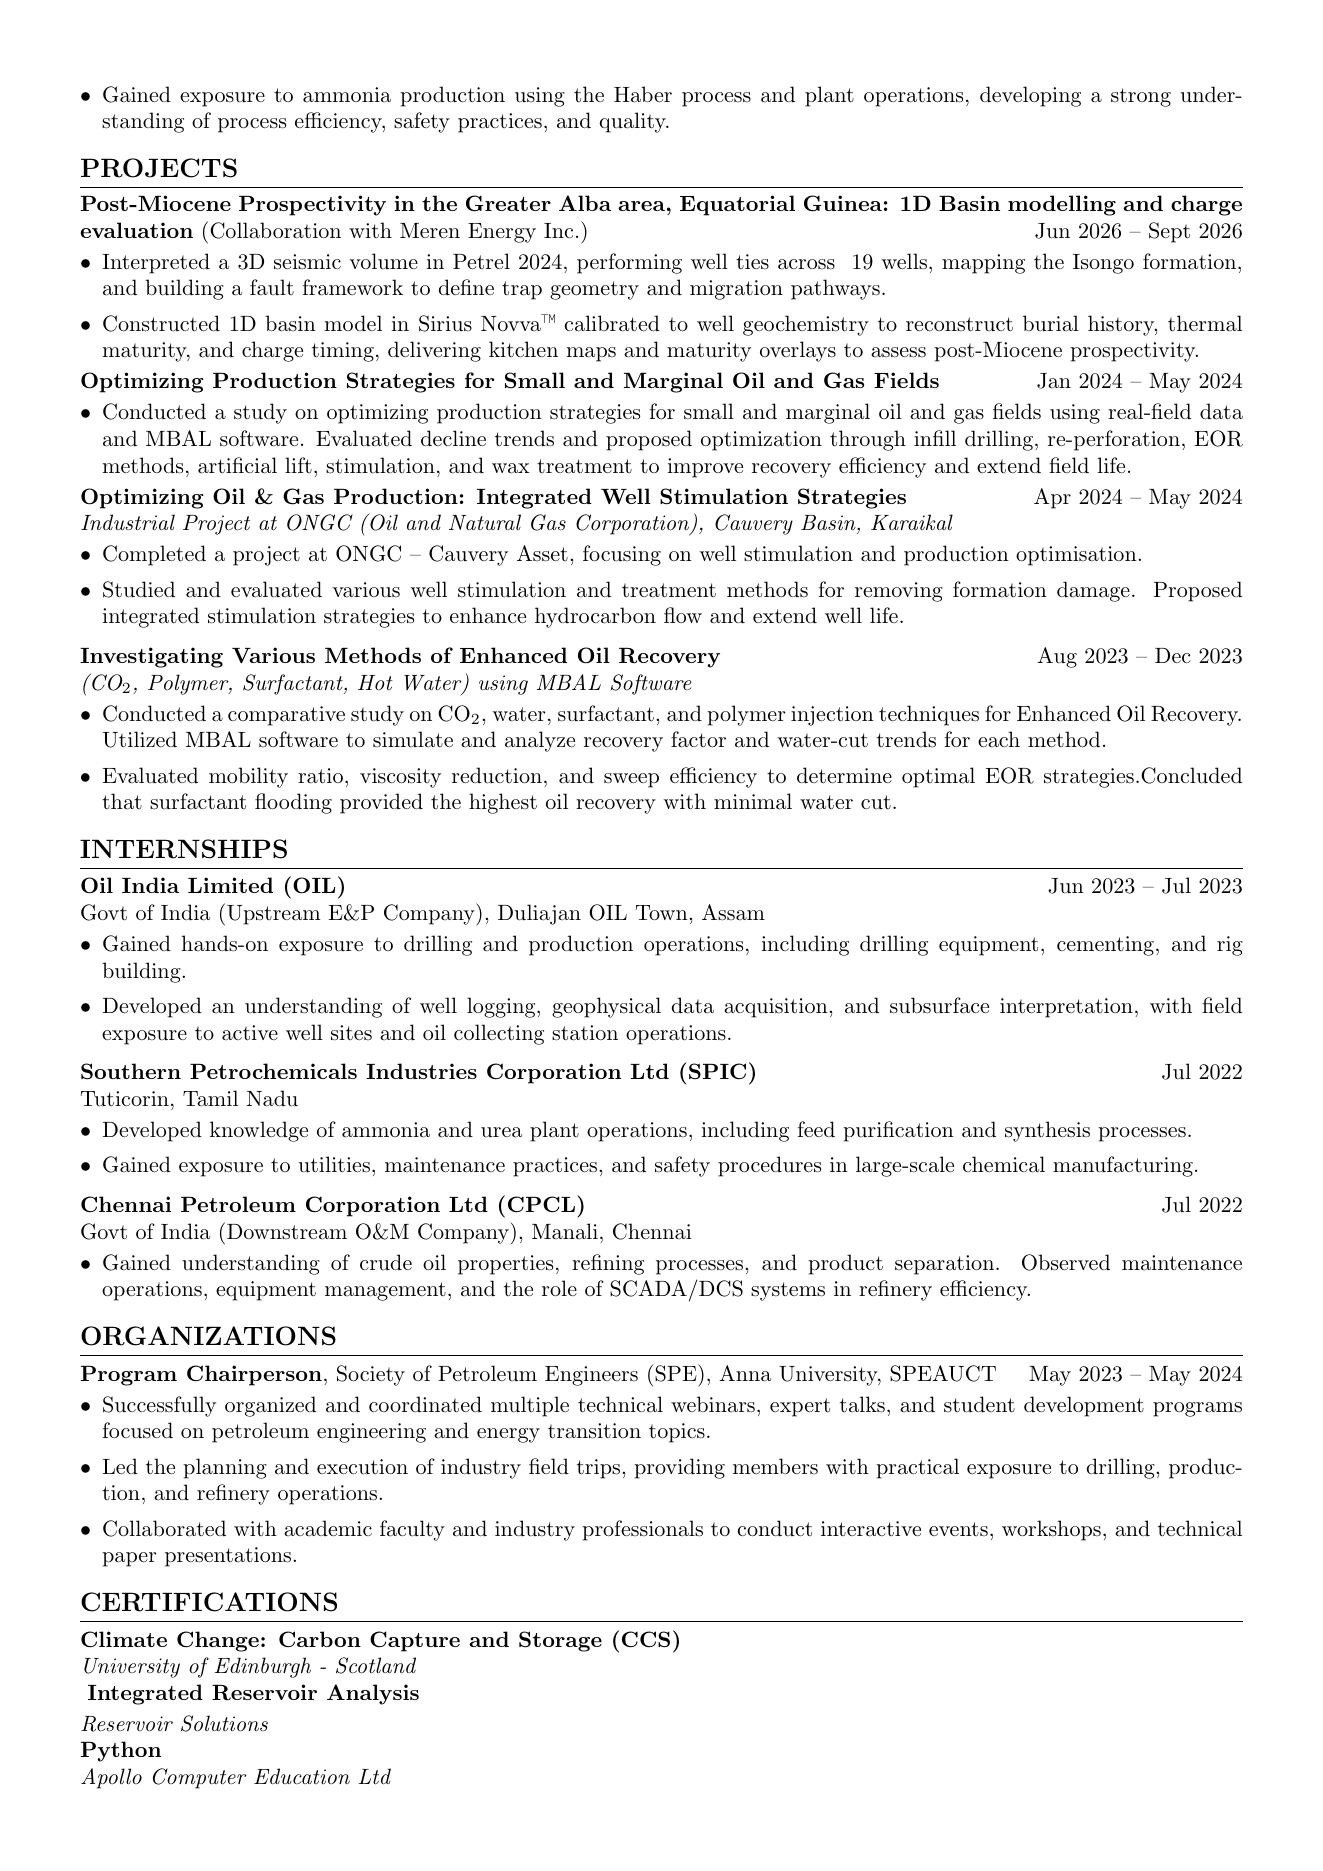 • Gained exposure to ammonia production using the Haber process and plant operations, developing a strong under-
standing of process efficiency, safety practices, and quality.
PROJECTS
Post-Miocene Prospectivity in the Greater Alba area, Equatorial Guinea: 1D Basin modelling and charge
evaluation (Collaboration with Meren Energy Inc.) Jun 2026 – Sept 2026
• Interpreted a 3D seismic volume in Petrel 2024, performing well ties across 19 wells, mapping the Isongo formation,
and building a fault framework to define trap geometry and migration pathways.
• Constructed 1D basin model in Sirius Novva™ calibrated to well geochemistry to reconstruct burial history, thermal
maturity, and charge timing, delivering kitchen maps and maturity overlays to assess post-Miocene prospectivity.
Optimizing Production Strategies for Small and Marginal Oil and Gas Fields Jan 2024 – May 2024
• Conducted a study on optimizing production strategies for small and marginal oil and gas fields using real-field data
and MBAL software. Evaluated decline trends and proposed optimization through infill drilling, re-perforation, EOR
methods, artificial lift, stimulation, and wax treatment to improve recovery efficiency and extend field life.
Optimizing Oil & Gas Production: Integrated Well Stimulation Strategies Apr 2024 – May 2024
Industrial Project at ONGC (Oil and Natural Gas Corporation), Cauvery Basin, Karaikal
• Completed a project at ONGC – Cauvery Asset, focusing on well stimulation and production optimisation.
• Studied and evaluated various well stimulation and treatment methods for removing formation damage. Proposed
integrated stimulation strategies to enhance hydrocarbon flow and extend well life.
Investigating Various Methods of Enhanced Oil Recovery Aug 2023 – Dec 2023
(CO₂, Polymer, Surfactant, Hot Water) using MBAL Software
• Conducted a comparative study on CO₂, water, surfactant, and polymer injection techniques for Enhanced Oil Recovery.
Utilized MBAL software to simulate and analyze recovery factor and water-cut trends for each method.
• Evaluated mobility ratio, viscosity reduction, and sweep efficiency to determine optimal EOR strategies.Concluded
that surfactant flooding provided the highest oil recovery with minimal water cut.
INTERNSHIPS
Oil India Limited (OIL) Jun 2023 – Jul 2023
Govt of India (Upstream E&P Company), Duliajan OIL Town, Assam
• Gained hands-on exposure to drilling and production operations, including drilling equipment, cementing, and rig
building.
• Developed an understanding of well logging, geophysical data acquisition, and subsurface interpretation, with field
exposure to active well sites and oil collecting station operations.
Southern Petrochemicals Industries Corporation Ltd (SPIC) Jul 2022
Tuticorin, Tamil Nadu
• Developed knowledge of ammonia and urea plant operations, including feed purification and synthesis processes.
• Gained exposure to utilities, maintenance practices, and safety procedures in large-scale chemical manufacturing.
Chennai Petroleum Corporation Ltd (CPCL) Jul 2022
Govt of India (Downstream O&M Company), Manali, Chennai
• Gained understanding of crude oil properties, refining processes, and product separation. Observed maintenance
operations, equipment management, and the role of SCADA/DCS systems in refinery efficiency.
ORGANIZATIONS
Program Chairperson, Society of Petroleum Engineers (SPE), Anna University, SPEAUCT May 2023 – May 2024
• Successfully organized and coordinated multiple technical webinars, expert talks, and student development programs
focused on petroleum engineering and energy transition topics.
• Led the planning and execution of industry field trips, providing members with practical exposure to drilling, produc-
tion, and refinery operations.
• Collaborated with academic faculty and industry professionals to conduct interactive events, workshops, and technical
paper presentations.
CERTIFICATIONS
Climate Change: Carbon Capture and Storage (CCS)
University of Edinburgh - Scotland
Integrated Reservoir Analysis
Reservoir Solutions
Python
Apollo Computer Education Ltd